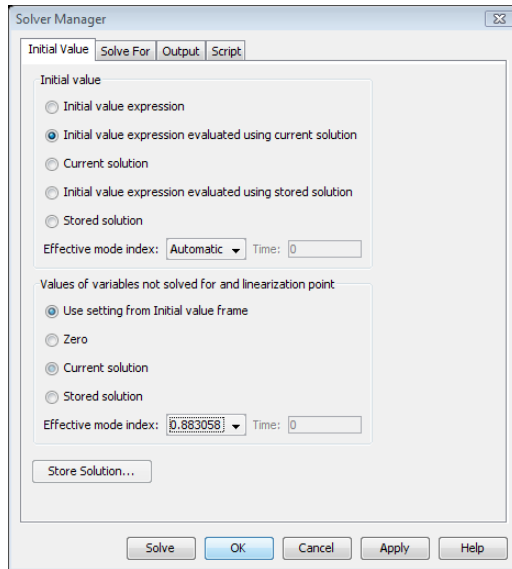 Solver Manager
Initial Value Solve For Output Script
Initial value
Initial value expression
Initial value expression evaluated using current solution
Current solution
Initial value expression evaluated using stored solution
Stored solution
Effective mode index: Automatic Time: 0
Values of variables not solved for and linearization point
Use setting from Initial value frame
Zero
Current solution
Stored solution
Effective mode index: 0.883058 Time: 0
Store Solution...
Solve OK Cancel Apply Help